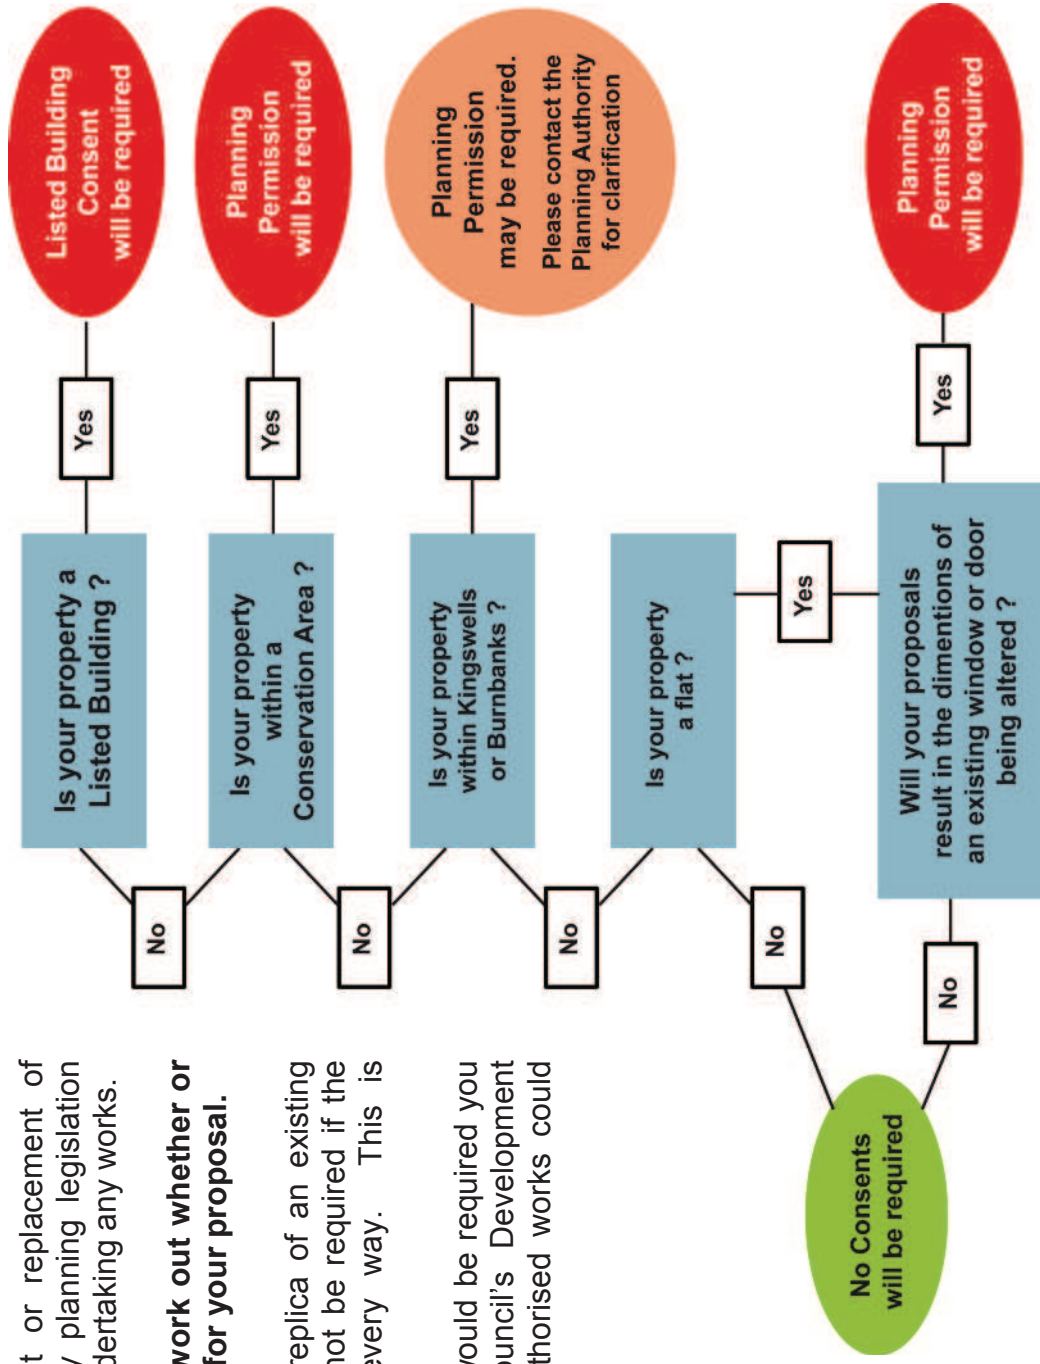 t or replacement of
y planning legislation
dertaking any works.
work out whether or
for your proposal.
replica of an existing
not be required if the
every way. This is
would be required you
ouncil's Development
thorised works could
Is your property a
Listed Building ?
Yes
Listed Building
Consent
will be required
No
Is your property
within a
Conservation Area ?
Yes
Planning
Permission
will be required
No
Is your property
within Kingswells
or Burnbanks ?
Yes
Planning
Permission
may be required.
Please contact the
Planning Authority
for clarification
No
Is your property
a flat ?
No
Yes
Will your proposals
result in the dimentions of
an existing window or door
being altered ?
Yes
Planning
Permission
will be required
No
No Consents
will be required